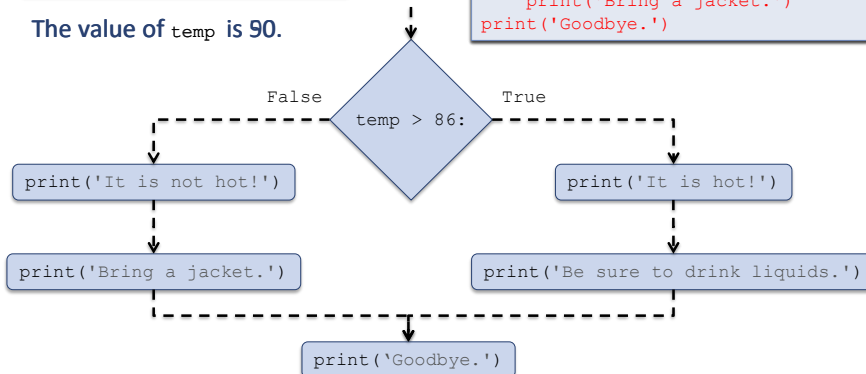 print('Bring a jacket.')
print('Goodbye.')
The value of temp is 90.
False
True
temp > 86:
print('It is not hot!')
print('It is hot!')
print('Bring a jacket.')
print('Be sure to drink liquids.')
print(‘Goodbye.')